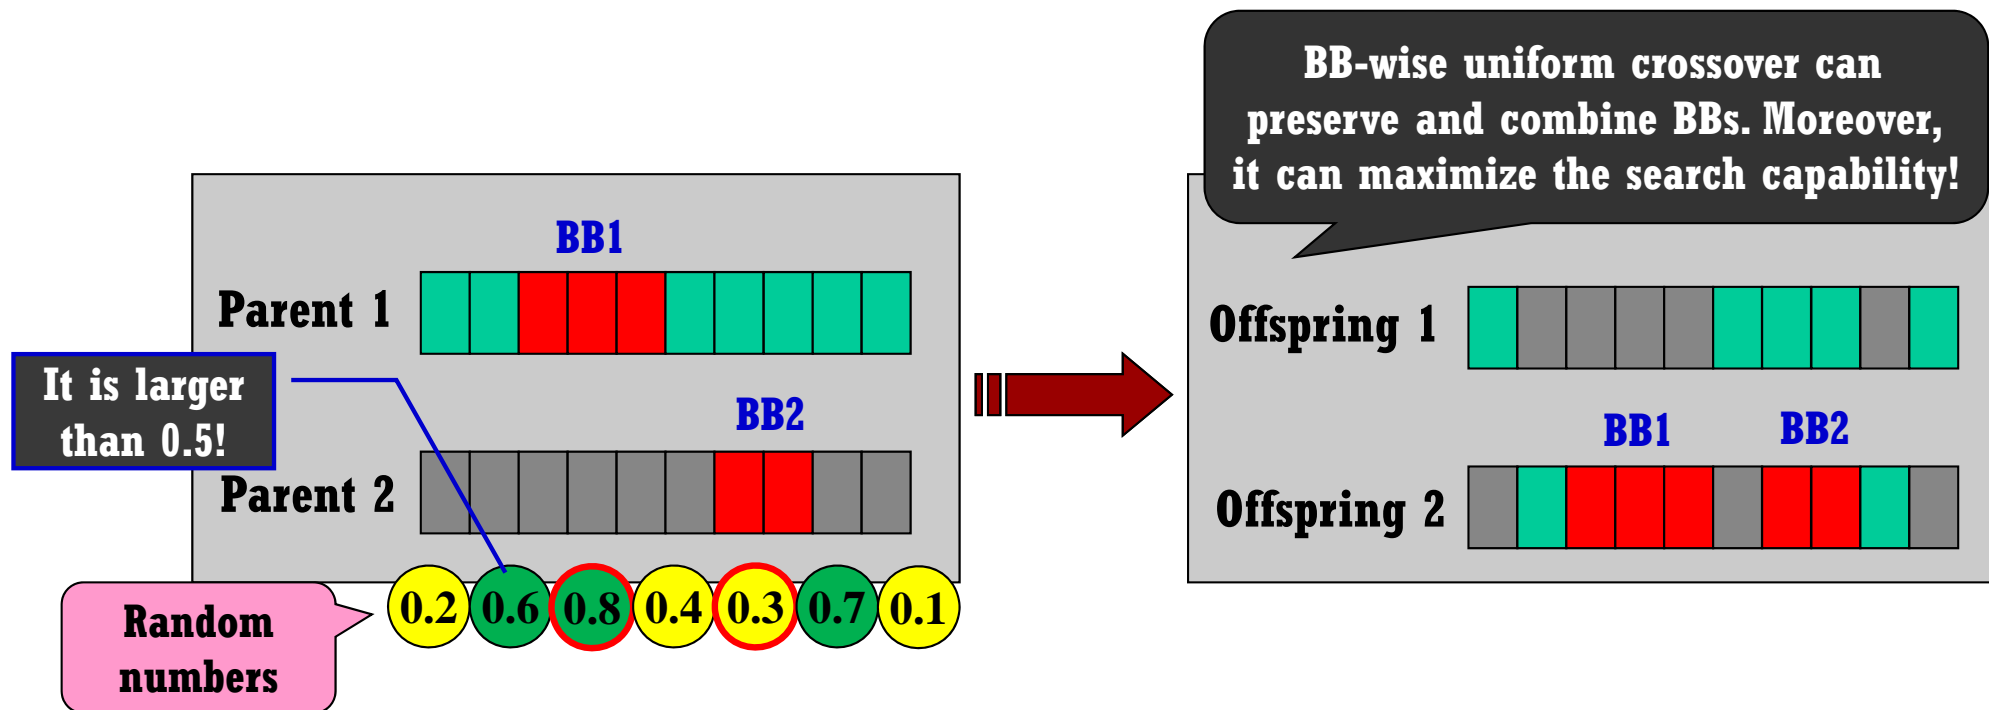 BB-wise uniform crossover can
preserve and combine BBs. Moreover,
it can maximize the search capability!
BB1
Parent 1
It is larger
than 0.5!
BB2
Parent 2
0.2 0.6 0.8 0.4 0.3 0.7 0.1
Random
numbers
Offspring 1
BB1 BB2
Offspring 2